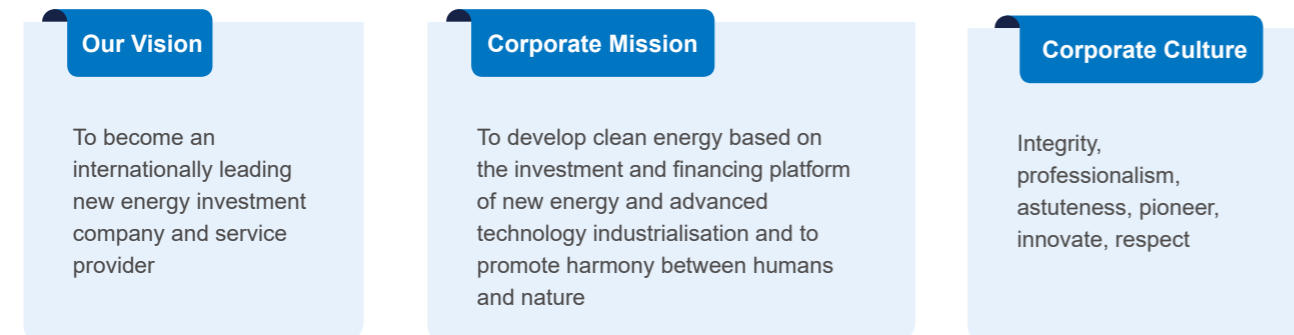 Our Vision
To become an
internationally leading
new energy investment
company and service
provider
Corporate Mission
To develop clean energy based on
the investment and financing platform
of new energy and advanced
technology industrialisation and to
promote harmony between humans
and nature
Corporate Culture
Integrity,
professionalism,
astuteness, pioneer,
innovate, respect